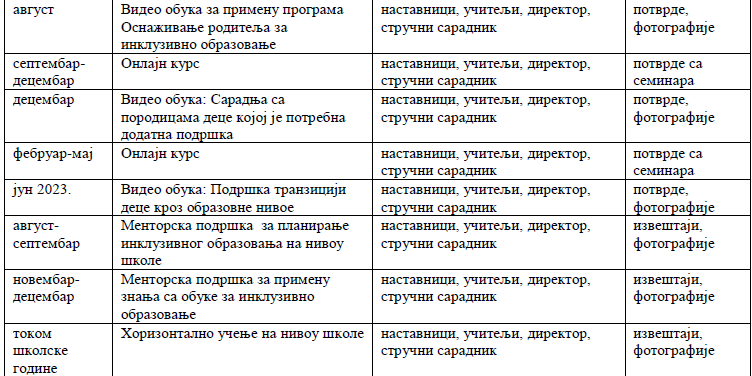 август
Видео обука за примену програма
Оснаживање родитеља за
инклузивно образовање
наставници, учитељи, директор,
стручни сарадник
потврде,
фотографије
септембар-
децембар
Онлајн курс
наставници, учитељи, директор,
стручни сарадник
потврде са
семинара
децембар
Видео обука: Сарадња са
породицама деце којој је потребна
додатна подршка
наставници, учитељи, директор,
стручни сарадник
потврде,
фотографије
фебруар-мај
Онлајн курс
наставници, учитељи, директор,
стручни сарадник
потврде са
семинара
јун 2023.
Видео обука: Подршка транзицији
деце кроз образовне нивое
наставници, учитељи, директор,
стручни сарадник
потврде,
фотографије
август-
септембар
Менторска подршка за планирање
инклузивног образовања на нивоу
школе
наставници, учитељи, директор,
стручни сарадник
извештаји,
фотографије
новембар-
децембар
Менторска подршка за примену
знања са обуке за инклузивно
образовање
наставници, учитељи, директор,
стручни сарадник
извештаји,
фотографије
током
школске
године
Хоризонтално учење на нивоу школе
наставници, учитељи, директор,
стручни сарадник
извештаји,
фотографије